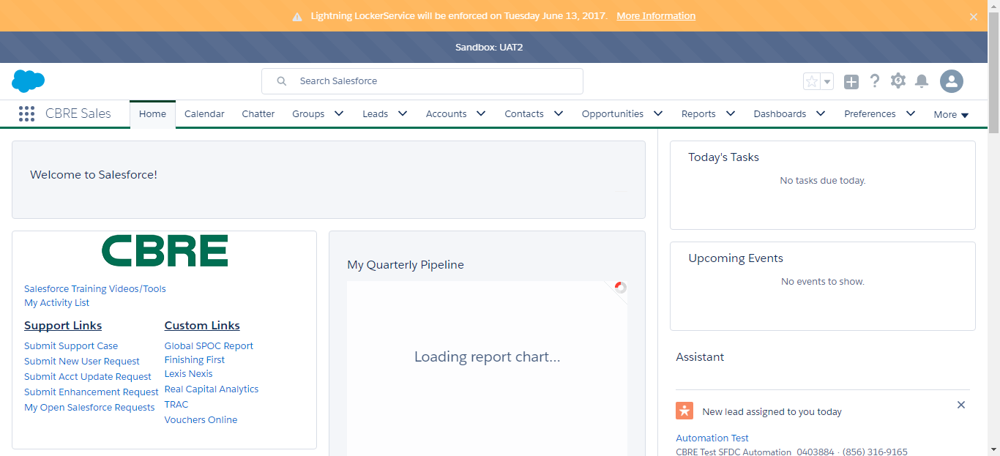 Lightning LockerService will be enforced on Tuesday June 13, 2017. More Information
Sandbox: UAT2
Search Salesforce
CBRE Sales
Home
Calendar
Chatter
Groups
Leads
Accounts
Contacts
Opportunities
Reports
Dashboards
Preferences
More
Welcome to Salesforce!
CBRE
Salesforce Training Videos/Tools
My Activity List
Support Links
Submit Support Case
Submit New User Request
Submit Acct Update Request
Submit Enhancement Request
My Open Salesforce Requests
Custom Links
Global SPOC Report
Finishing First
Lexis Nexis
Real Capital Analytics
TRAC
Vouchers Online
My Quarterly Pipeline
Loading report chart...
Today's Tasks
No tasks due today.
Upcoming Events
No events to show.
Assistant
New lead assigned to you today
Automation Test
CBRE Test SFDC Automation_0403884 · (856) 316-9165